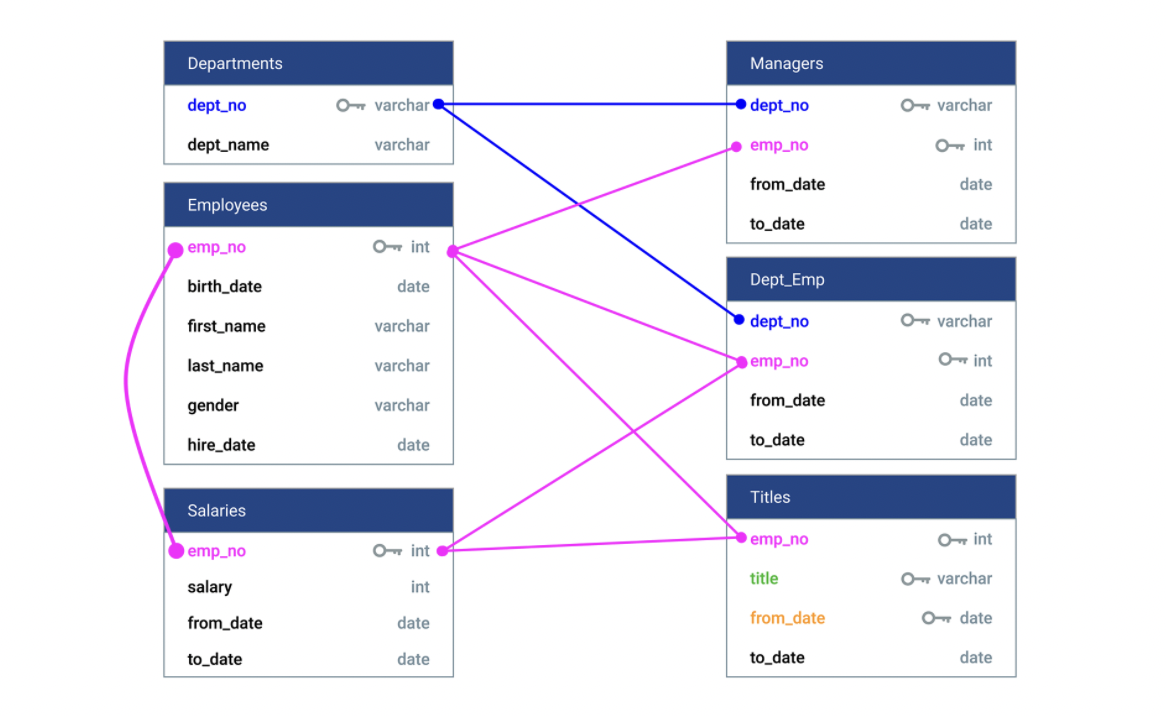 Departments
dept_no varchar
dept_name varchar
Employees
emp_no int
birth_date date
first_name varchar
last_name varchar
gender varchar
hire_date date
Salaries
emp_no int
salary int
from_date date
to_date date
Managers
dept_no varchar
emp_no int
from_date date
to_date date
Dept_Emp
dept_no varchar
emp_no int
from_date date
to_date date
Titles
emp_no int
title varchar
from_date date
to_date date